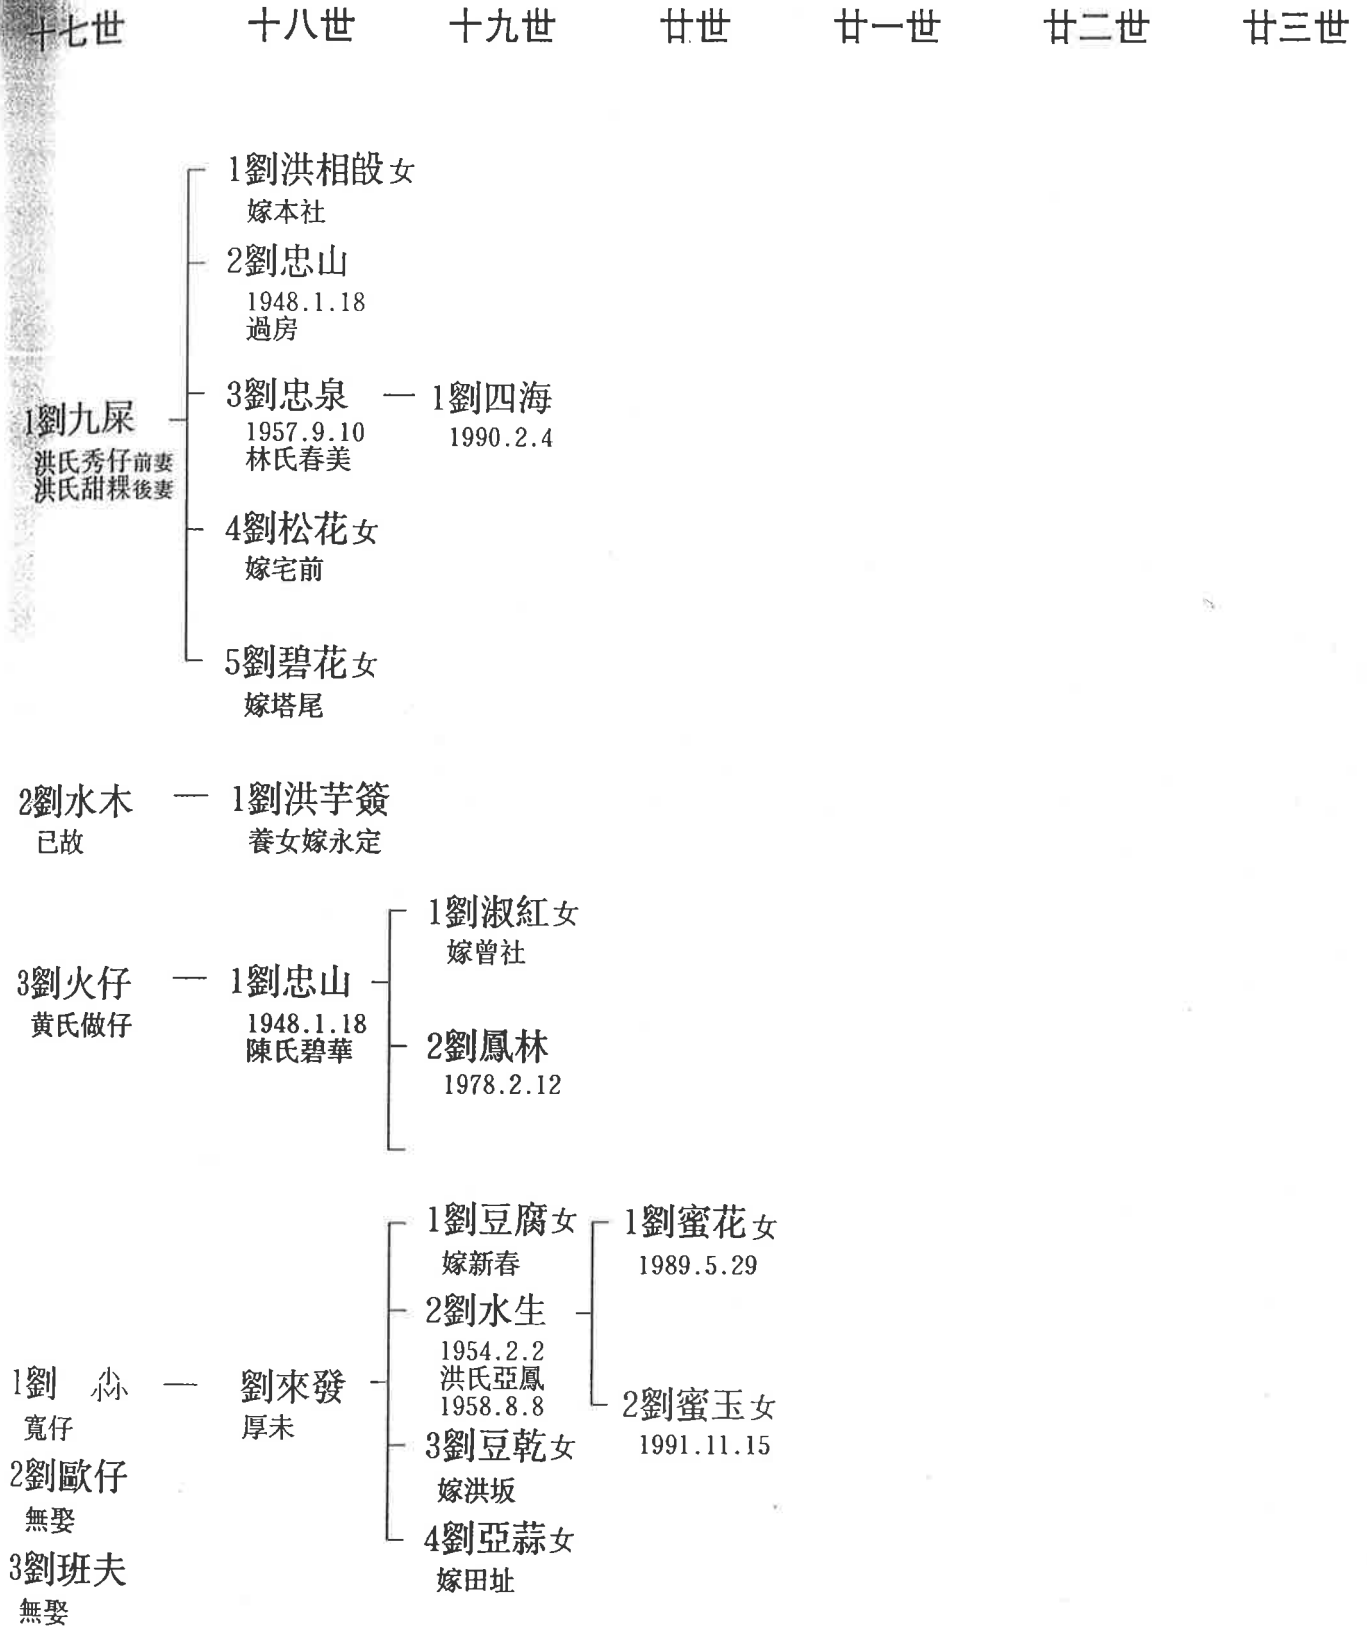 十七世 十八世 十九世 廿世 廿一世 廿二世 廿三世
1劉九屎
洪氏秀仔前妻
洪氏甜粿後妻
1劉洪相㲃女
嫁本社
2劉忠山
1948.1.18
過房
3劉忠泉
1957.9.10
林氏春美
1劉四海
1990.2.4
4劉松花女
嫁宅前
5劉碧花女
嫁塔尾
2劉水木
已故
1劉洪芋簽
養女嫁永定
3劉火仔
黄氏做仔
1劉忠山
1948.1.18
陳氏碧華
1劉淑紅女
嫁曾社
2劉鳳林
1978.2.12
1劉
寬仔
劉來發
厚未
1劉豆腐女
嫁新春
2劉水生
1954.2.2
洪氏亞鳳
1958.8.8
1劉蜜花女
1989.5.29
2劉蜜玉女
1991.11.15
3劉豆乾女
嫁洪坂
4劉亞蒜女
嫁田址
2劉歐仔
無娶
3劉班夫
無娶